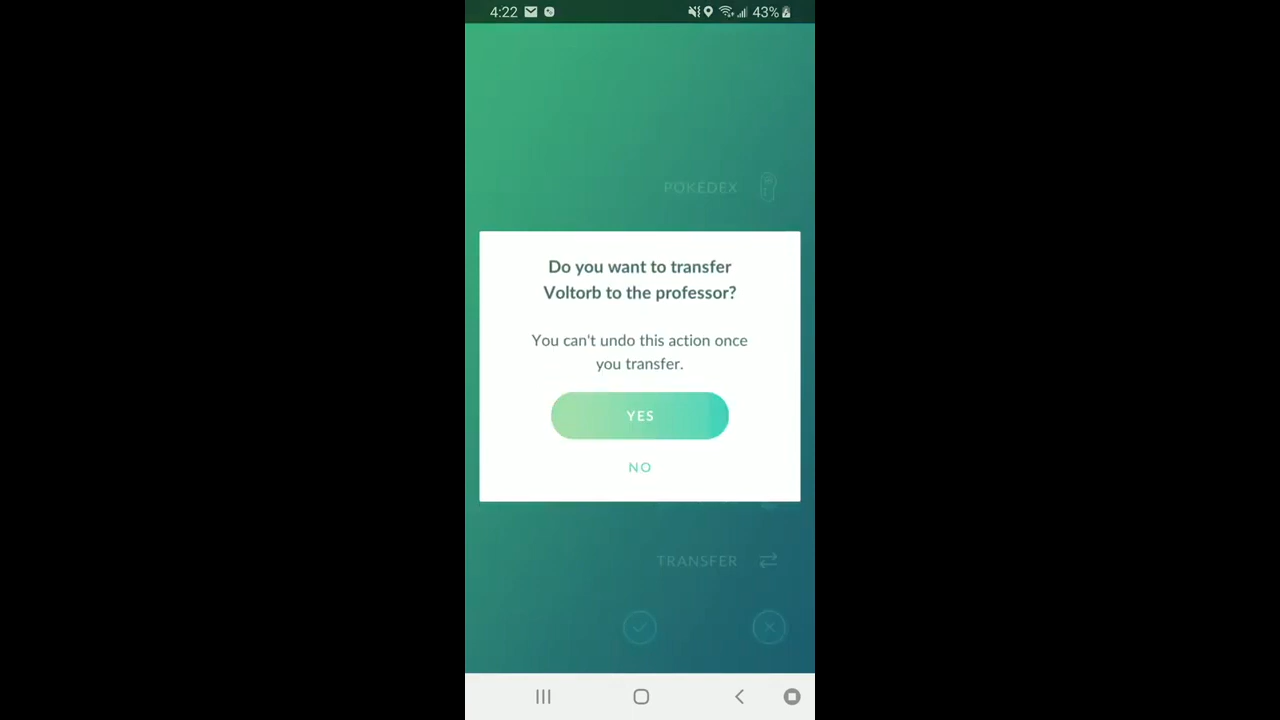 4:22
43%
POKÉDEX
Do you want to transfer
Voltorb to the professor?
You can't undo this action once
you transfer.
YES
NO
TRANSFER